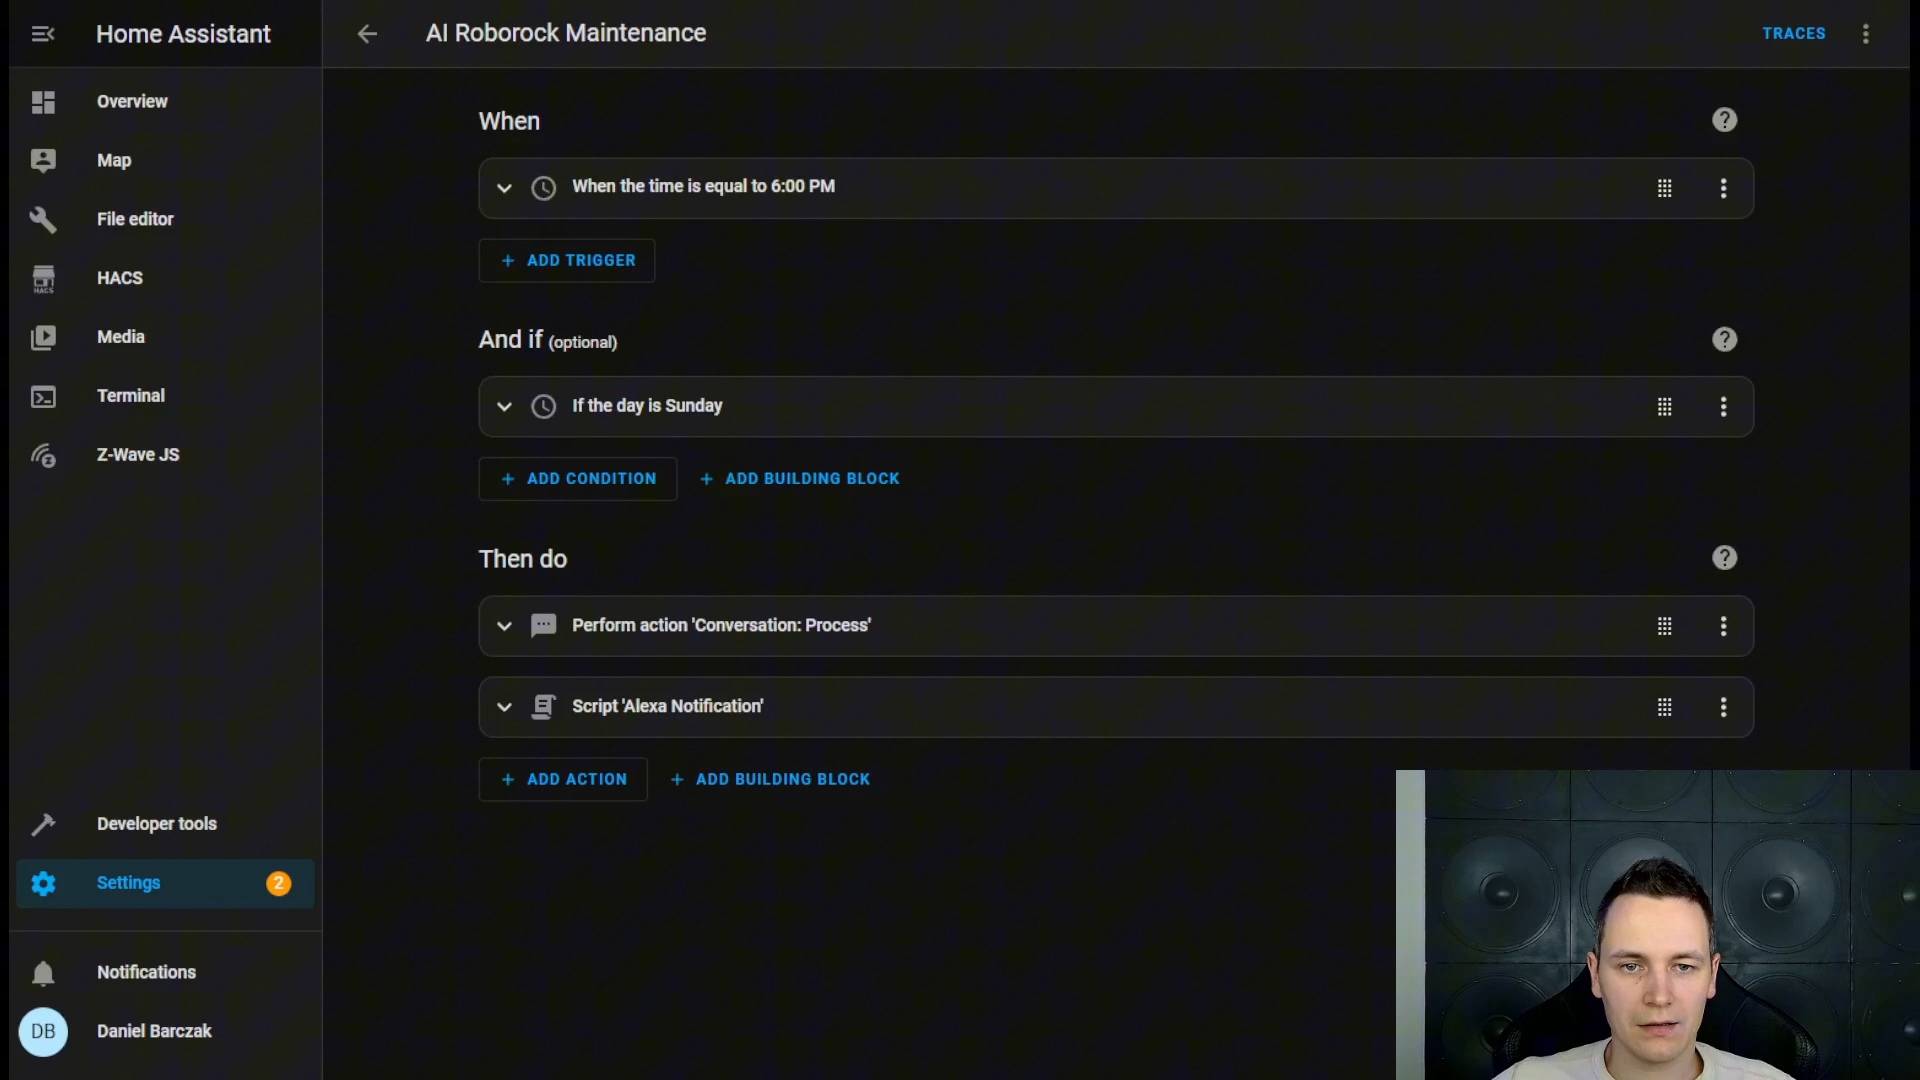 Home Assistant
AI Roborock Maintenance
TRACES
Overview
Map
File editor
HACS
HACS
Media
Terminal
Z-Wave JS
When
When the time is equal to 6:00 PM
+ ADD TRIGGER
And if (optional)
If the day is Sunday
+ ADD CONDITION
+ ADD BUILDING BLOCK
Then do
Perform action 'Conversation: Process'
Script 'Alexa Notification'
+ ADD ACTION
+ ADD BUILDING BLOCK
Developer tools
Settings
2
Notifications
DB
Daniel Barczak